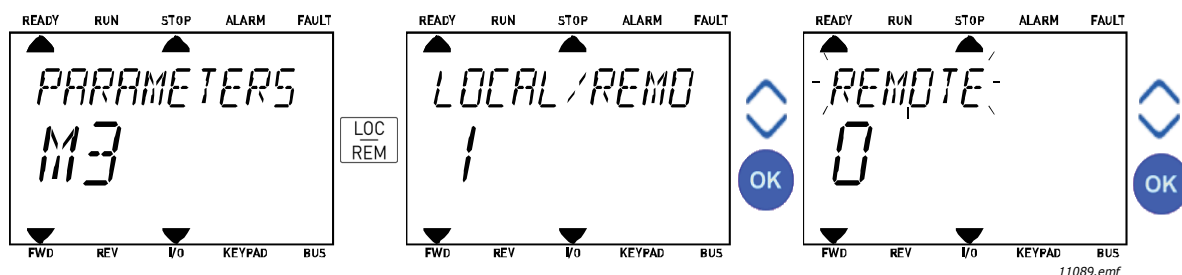 READY RUN STOP ALARM FAULT
PARAMETERS
M3
FWD REV I/O KEYPAD BUS
LOC
REM
READY RUN STOP ALARM FAULT
LOCAL/REMO
1
FWD REV I/O KEYPAD BUS
OK
READY RUN STOP ALARM FAULT
REMOTE
0
FWD REV I/O KEYPAD BUS
OK
11089.emf